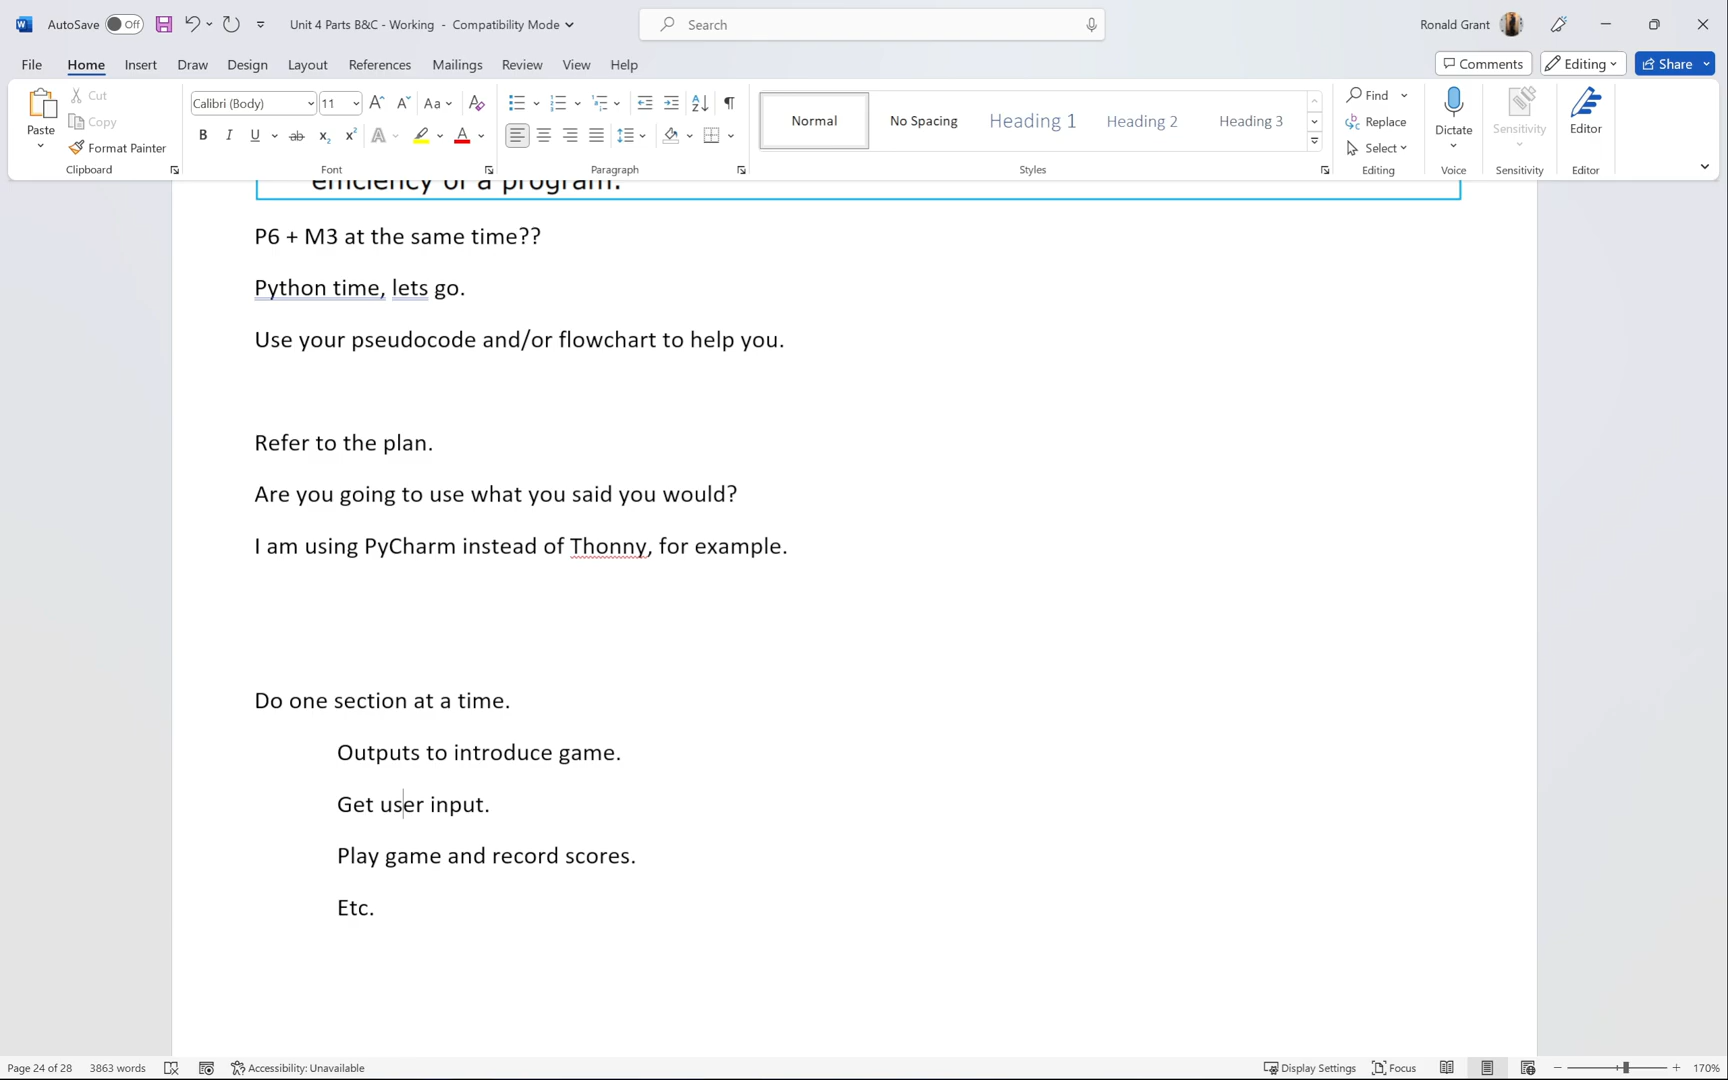 AutoSave Off Unit 4 Parts B&C - Working - Compatibility Mode Search Ronald Grant
File Home Insert Draw Design Layout References Mailings Review View Help Comments Editing Share
Paste Cut Copy Format Painter Clipboard
Calibri (Body) 11 Aa Font
Paragraph
Normal No Spacing Heading 1 Heading 2 Heading 3 Styles
Find Replace Select Editing
Dictate Voice
Sensitivity Sensitivity
Editor Editor
efficiency of a program.
P6 + M3 at the same time??
Python time, lets go.
Use your pseudocode and/or flowchart to help you.
Refer to the plan.
Are you going to use what you said you would?
I am using PyCharm instead of Thonny, for example.
Do one section at a time.
Outputs to introduce game.
Get user input.
Play game and record scores.
Etc.
Page 24 of 28 3863 words Accessibility: Unavailable Display Settings Focus 170%